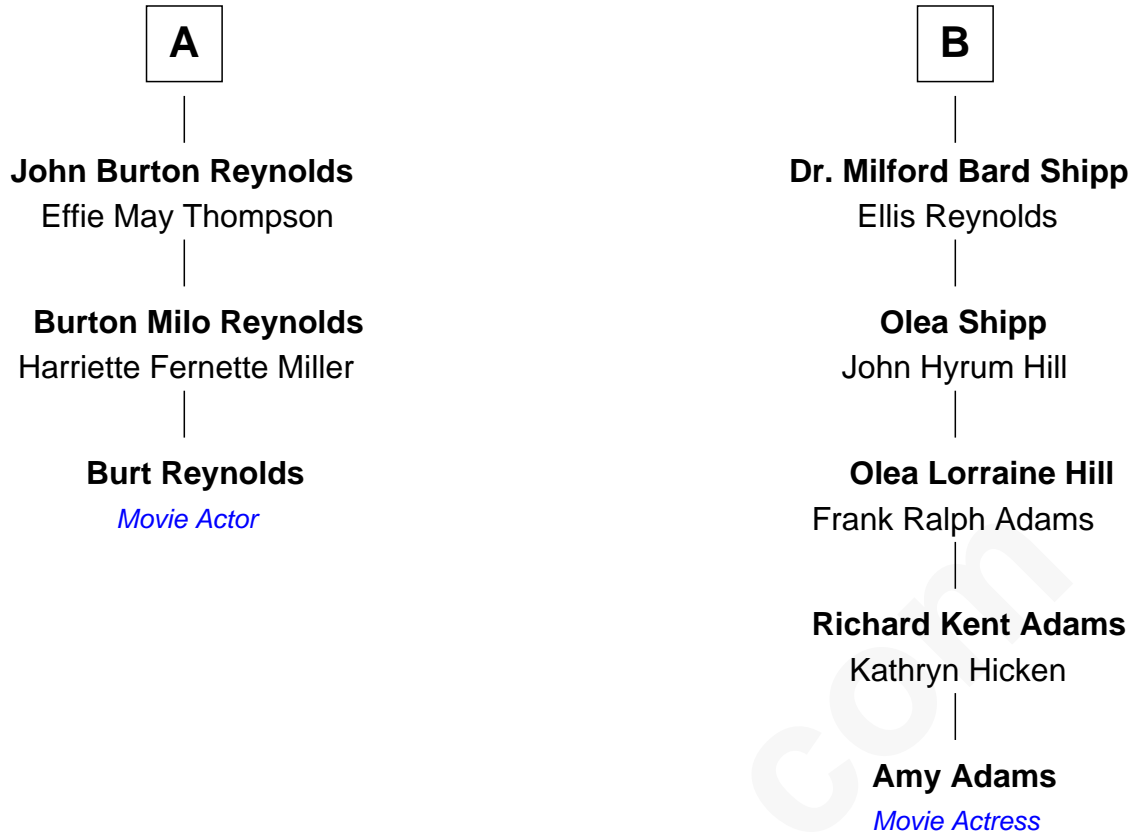 A
John Burton Reynolds
Effie May Thompson
Burton Milo Reynolds
Harriette Fernette Miller
Burt Reynolds
Movie Actor
B
Dr. Milford Bard Shipp
Ellis Reynolds
Olea Shipp
John Hyrum Hill
Olea Lorraine Hill
Frank Ralph Adams
Richard Kent Adams
Kathryn Hicken
Amy Adams
Movie Actress
com